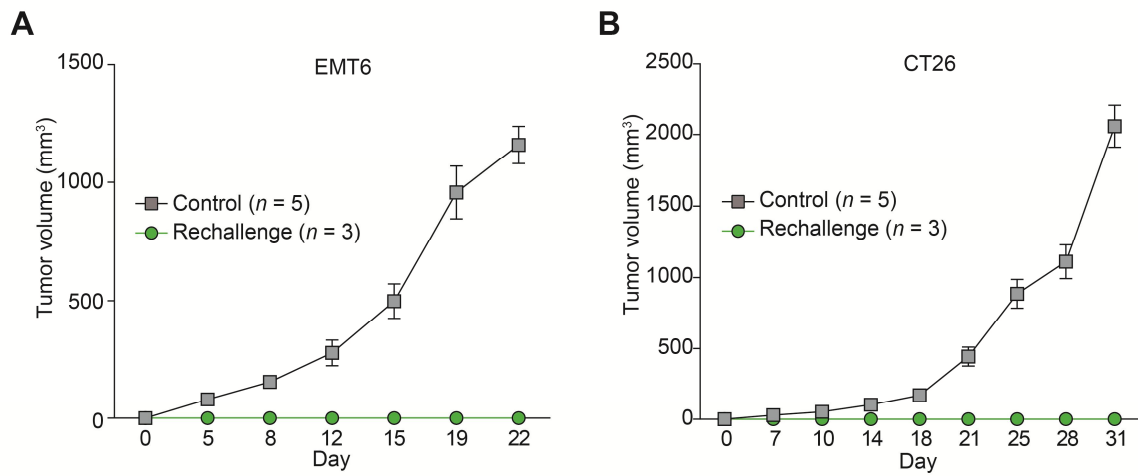 A
EMT6
Tumor volume (mm³)
1500
1000
500
0
Control (n = 5)
Rechallenge (n = 3)
0 5 8 12 15 19 22
Day
B
CT26
Tumor volume (mm³)
2500
2000
1500
1000
500
0
Control (n = 5)
Rechallenge (n = 3)
0 7 10 14 18 21 25 28 31
Day